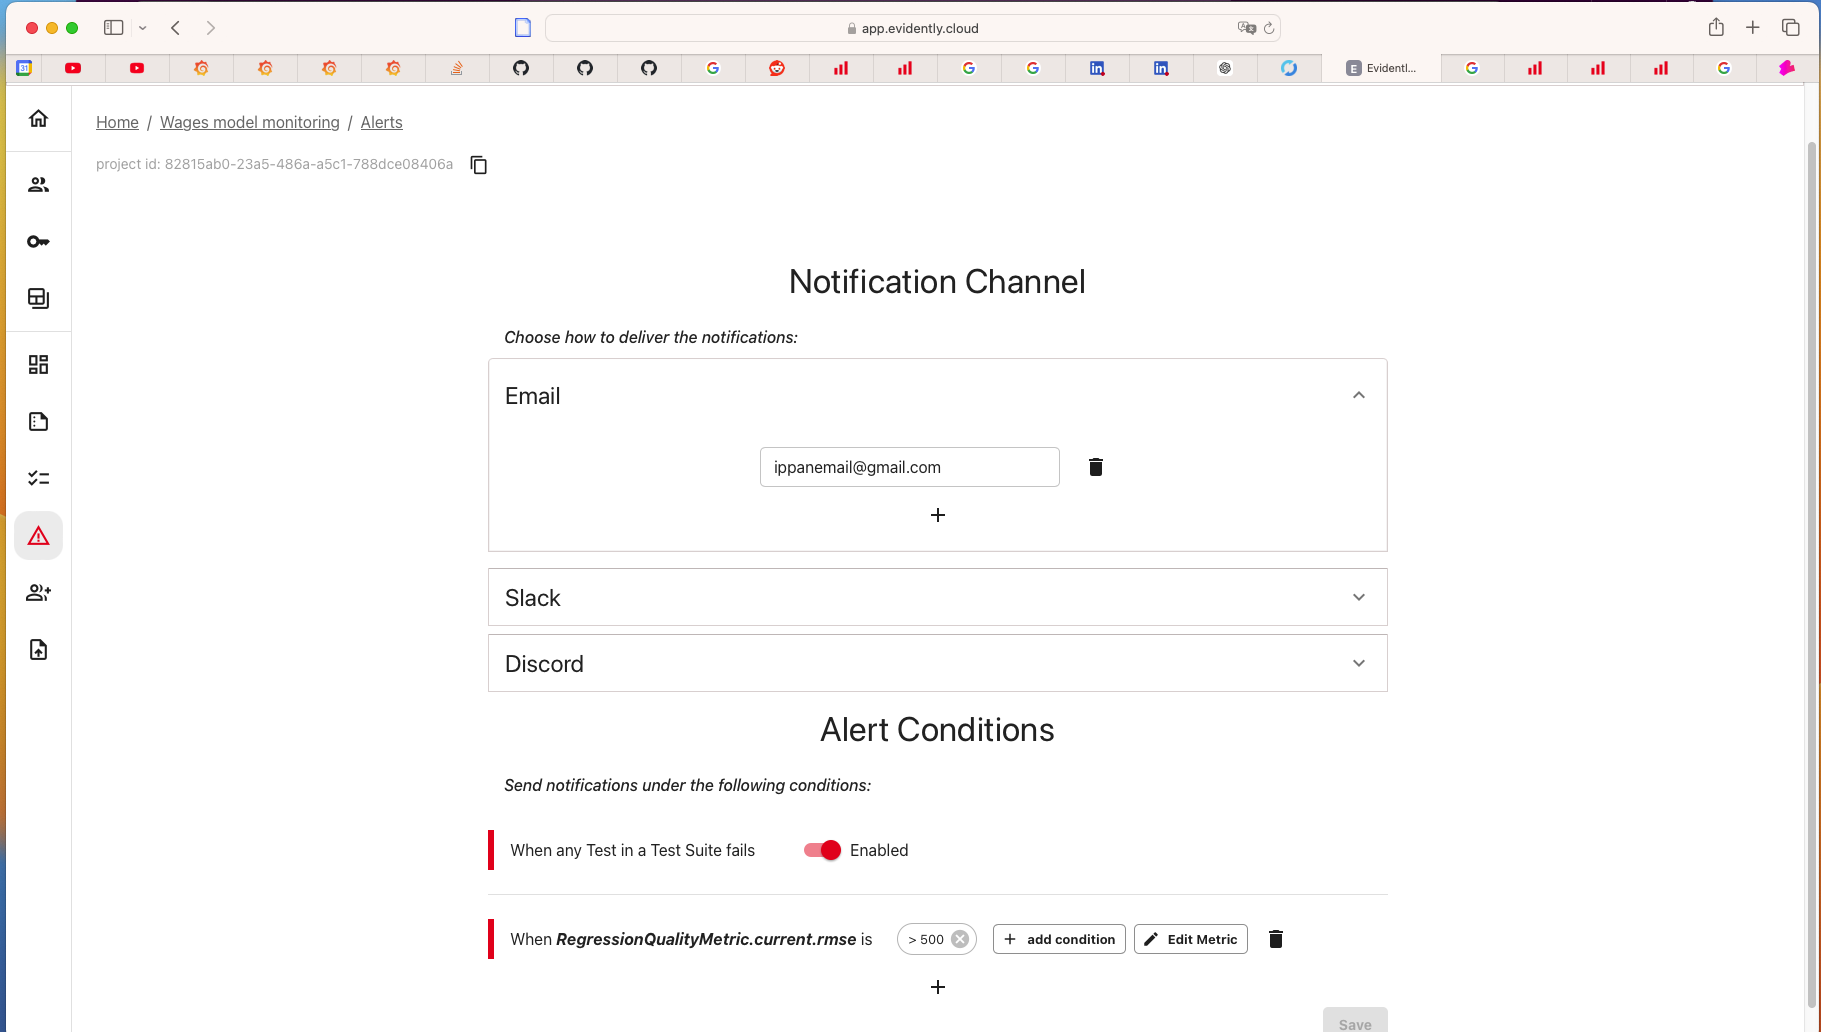 app.evidently.cloud
31
in
in
E Evidentl...
Home / Wages model monitoring / Alerts
project id: 82815ab0-23a5-486a-a5c1-788dce08406a
Notification Channel
Choose how to deliver the notifications:
Email
ippanemail@gmail.com
Slack
Discord
Alert Conditions
Send notifications under the following conditions:
When any Test in a Test Suite fails Enabled
When RegressionQualityMetric.current.rmse is > 500 + add condition Edit Metric
Save